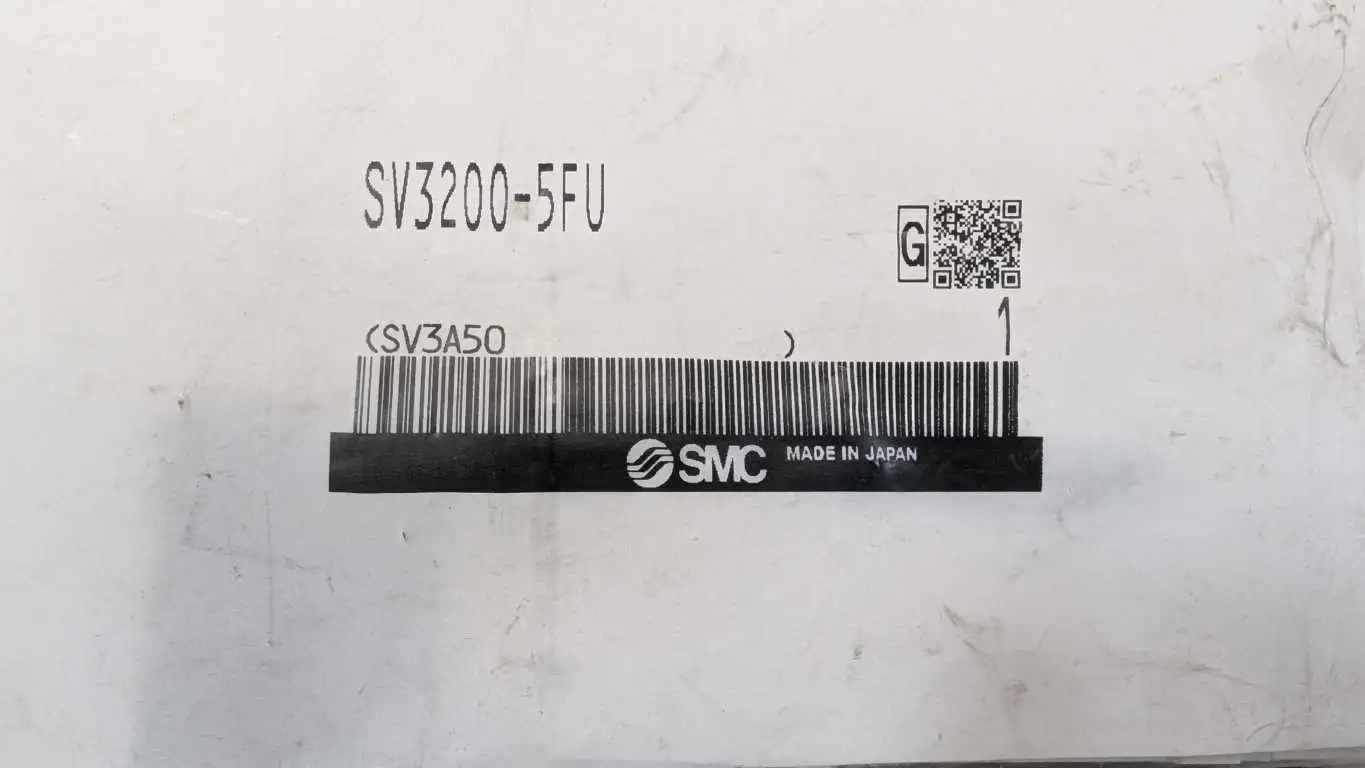 SV3200-5FU
G
1
(SV3A50 )
SMC MADE IN JAPAN